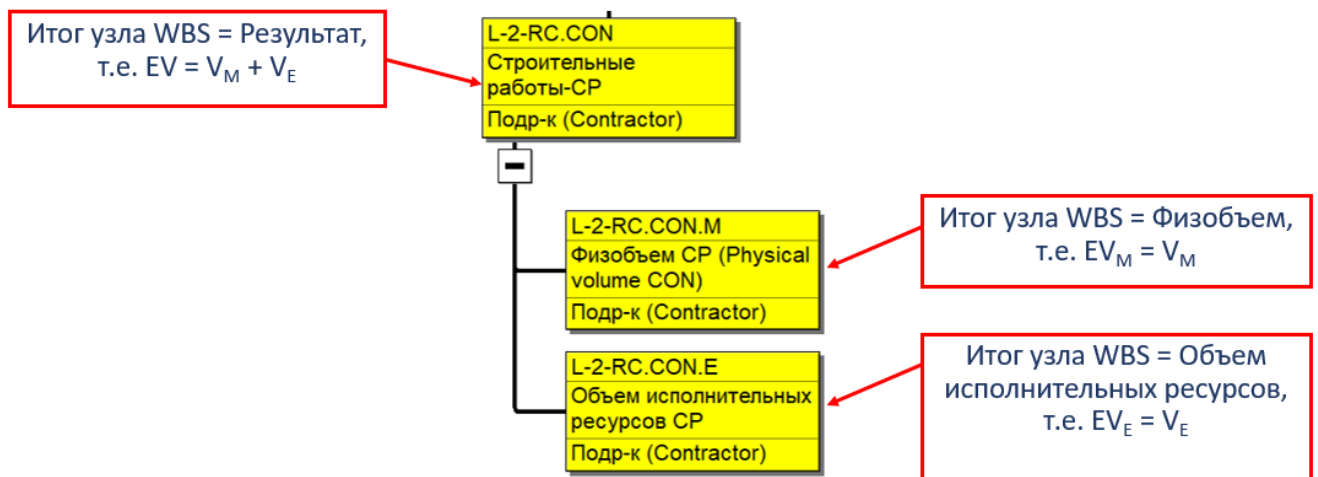 Итог узла WBS = Результат,
т.е. EV = VM + VE
L-2-RC.CON
Строительные
работы-СР
Подр-к (Contractor)
L-2-RC.CON.M
Физобъем СР (Physical
volume CON)
Подр-к (Contractor)
Итог узла WBS = Физобъем,
т.е. EVM = VM
L-2-RC.CON.E
Объем исполнительных
ресурсов СР
Подр-к (Contractor)
Итог узла WBS = Объем
исполнительных ресурсов,
т.е. EVE = VE